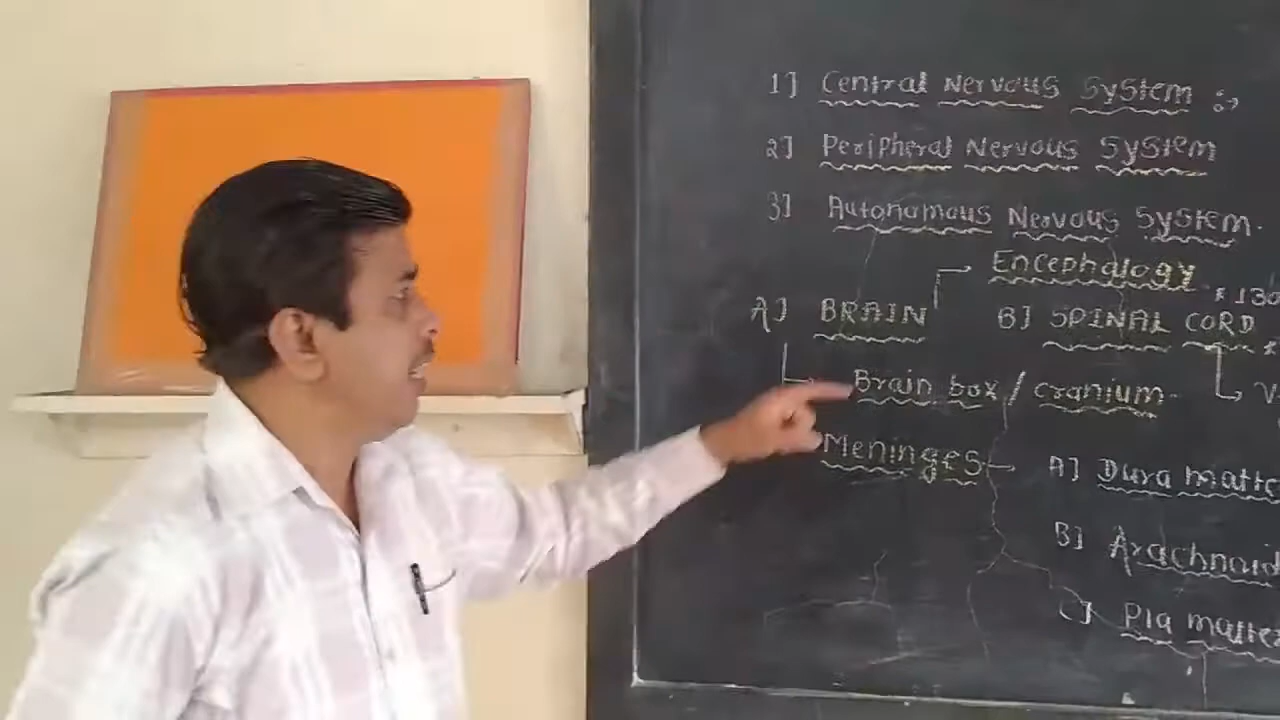 1] Central Nervous System :->
2] Peripheral Nervous System
3] Autonamous Nervous System.
Encephalogy
A] BRAIN B] SPINAL CORD
Brain box / cranium
Meninges A] Dura matte
B] Arachnoid
C] Pia matte